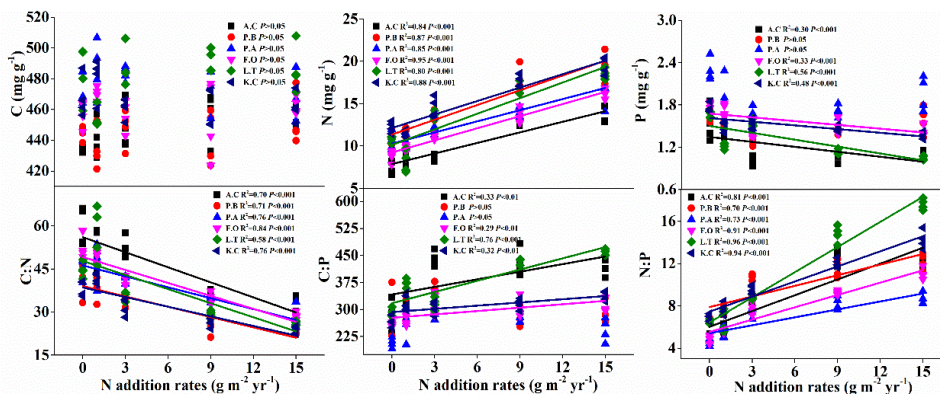 C (mg g-1)
520
500
480
460
440
420
A.C P>0.05
P.B P>0.05
P.A P>0.05
F.O P>0.05
L.T P>0.05
K.C P>0.05
N (mg g-1)
25
20
15
10
5
A.C R²=0.84 P<0.001
P.B R²=0.87 P<0.001
P.A R²=0.85 P<0.001
F.O R²=0.95 P<0.001
L.T R²=0.80 P<0.001
K.C R²=0.88 P<0.001
P (mg g-1)
3.0
2.4
1.8
1.2
0.6
A.C R²=0.30 P<0.001
P.B P>0.05
P.A P>0.05
F.O R²=0.33 P<0.001
L.T R²=0.56 P<0.001
K.C R²=0.48 P<0.001
C:N
60
45
30
15
A.C R²=0.70 P<0.001
P.B R²=0.71 P<0.001
P.A R²=0.76 P<0.001
F.O R²=0.84 P<0.001
L.T R²=0.58 P<0.001
K.C R²=0.76 P<0.001
0 3 6 9 12 15
N addition rates (g m-2 yr-1)
C:P
600
525
450
375
300
225
A.C R²=0.33 P<0.01
P.B P>0.05
P.A P>0.05
F.O R²=0.29 P<0.01
L.T R²=0.76 P<0.001
K.C R²=0.32 P<0.01
0 3 6 9 12 15
N addition rates (g m-2 yr-1)
N:P
16
12
8
4
A.C R²=0.81 P<0.001
P.B R²=0.70 P<0.001
P.A R²=0.73 P<0.001
F.O R²=0.91 P<0.001
L.T R²=0.96 P<0.001
K.C R²=0.94 P<0.001
0 3 6 9 12 15
N addition rates (g m-2 yr-1)